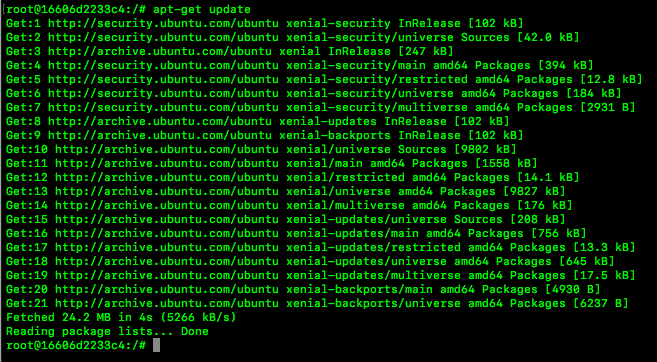 [root@16606d2233c4:/# apt-get update
Get:1 http://security.ubuntu.com/ubuntu xenial-security InRelease [102 kB]
Get:2 http://security.ubuntu.com/ubuntu xenial-security/universe Sources [42.0 kB]
Get:3 http://archive.ubuntu.com/ubuntu xenial InRelease [247 kB]
Get:4 http://security.ubuntu.com/ubuntu xenial-security/main amd64 Packages [394 kB]
Get:5 http://security.ubuntu.com/ubuntu xenial-security/restricted amd64 Packages [12.8 kB]
Get:6 http://security.ubuntu.com/ubuntu xenial-security/universe amd64 Packages [184 kB]
Get:7 http://security.ubuntu.com/ubuntu xenial-security/multiverse amd64 Packages [2931 B]
Get:8 http://archive.ubuntu.com/ubuntu xenial-updates InRelease [102 kB]
Get:9 http://archive.ubuntu.com/ubuntu xenial-backports InRelease [102 kB]
Get:10 http://archive.ubuntu.com/ubuntu xenial/universe Sources [9802 kB]
Get:11 http://archive.ubuntu.com/ubuntu xenial/main amd64 Packages [1558 kB]
Get:12 http://archive.ubuntu.com/ubuntu xenial/restricted amd64 Packages [14.1 kB]
Get:13 http://archive.ubuntu.com/ubuntu xenial/universe amd64 Packages [9827 kB]
Get:14 http://archive.ubuntu.com/ubuntu xenial/multiverse amd64 Packages [176 kB]
Get:15 http://archive.ubuntu.com/ubuntu xenial-updates/universe Sources [208 kB]
Get:16 http://archive.ubuntu.com/ubuntu xenial-updates/main amd64 Packages [756 kB]
Get:17 http://archive.ubuntu.com/ubuntu xenial-updates/restricted amd64 Packages [13.3 kB]
Get:18 http://archive.ubuntu.com/ubuntu xenial-updates/universe amd64 Packages [645 kB]
Get:19 http://archive.ubuntu.com/ubuntu xenial-updates/multiverse amd64 Packages [17.5 kB]
Get:20 http://archive.ubuntu.com/ubuntu xenial-backports/main amd64 Packages [4930 B]
Get:21 http://archive.ubuntu.com/ubuntu xenial-backports/universe amd64 Packages [6237 B]
Fetched 24.2 MB in 4s (5266 kB/s)
Reading package lists... Done
root@16606d2233c4:/#